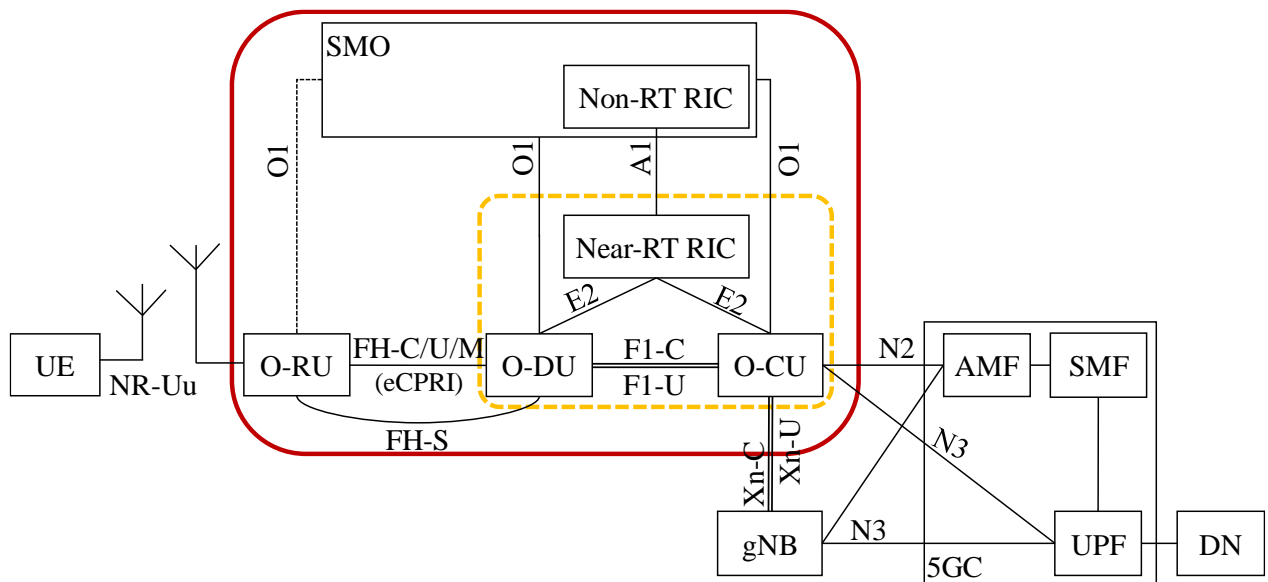 SMO
Non-RT RIC
O1
O1
A1
O1
Near-RT RIC
E2
E2
UE
NR-Uu
O-RU
FH-C/U/M
(eCPRI)
O-DU
F1-C
F1-U
O-CU
N2
AMF
SMF
FH-S
N3
Xn-C
Xn-U
gNB
N3
5GC
UPF
DN